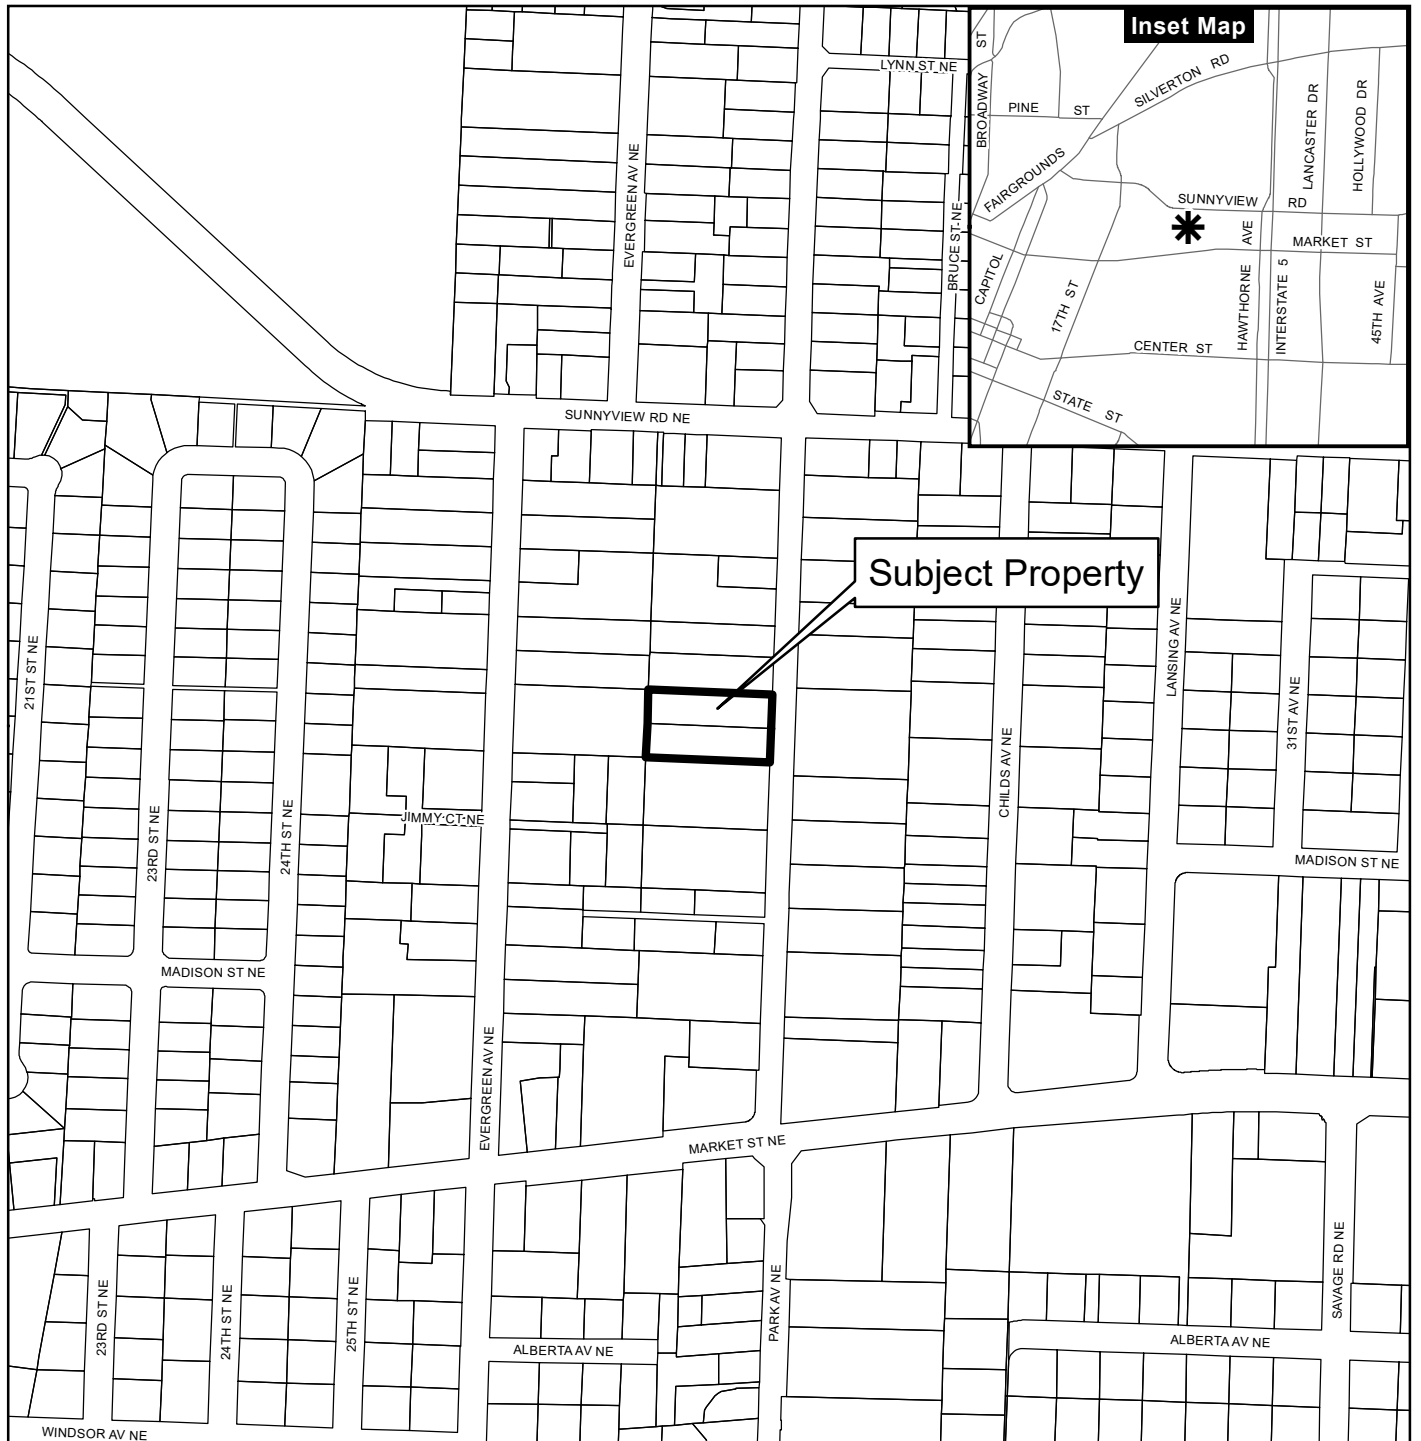 Inset Map
BROADWAY ST
PINE ST
SILVERTON RD
LANCASTER DR
HOLLYWOOD DR
FAIRGROUNDS
SUNNYVIEW RD
MARKET ST
CAPITOL
17TH ST
HAWTHORNE AVE
INTERSTATE 5
45TH AVE
CENTER ST
STATE ST
LYNN ST NE
EVERGREEN AV NE
BRUCE ST NE
SUNNYVIEW RD NE
Subject Property
21ST ST NE
LANSING AV NE
31ST AV NE
CHILDS AV NE
23RD ST NE
24TH ST NE
JIMMY CT NE
MADISON ST NE
MADISON ST NE
EVERGREEN AV NE
MARKET ST NE
23RD ST NE
24TH ST NE
25TH ST NE
PARK AV NE
SAVAGE RD NE
ALBERTA AV NE
ALBERTA AV NE
WINDSOR AV NE